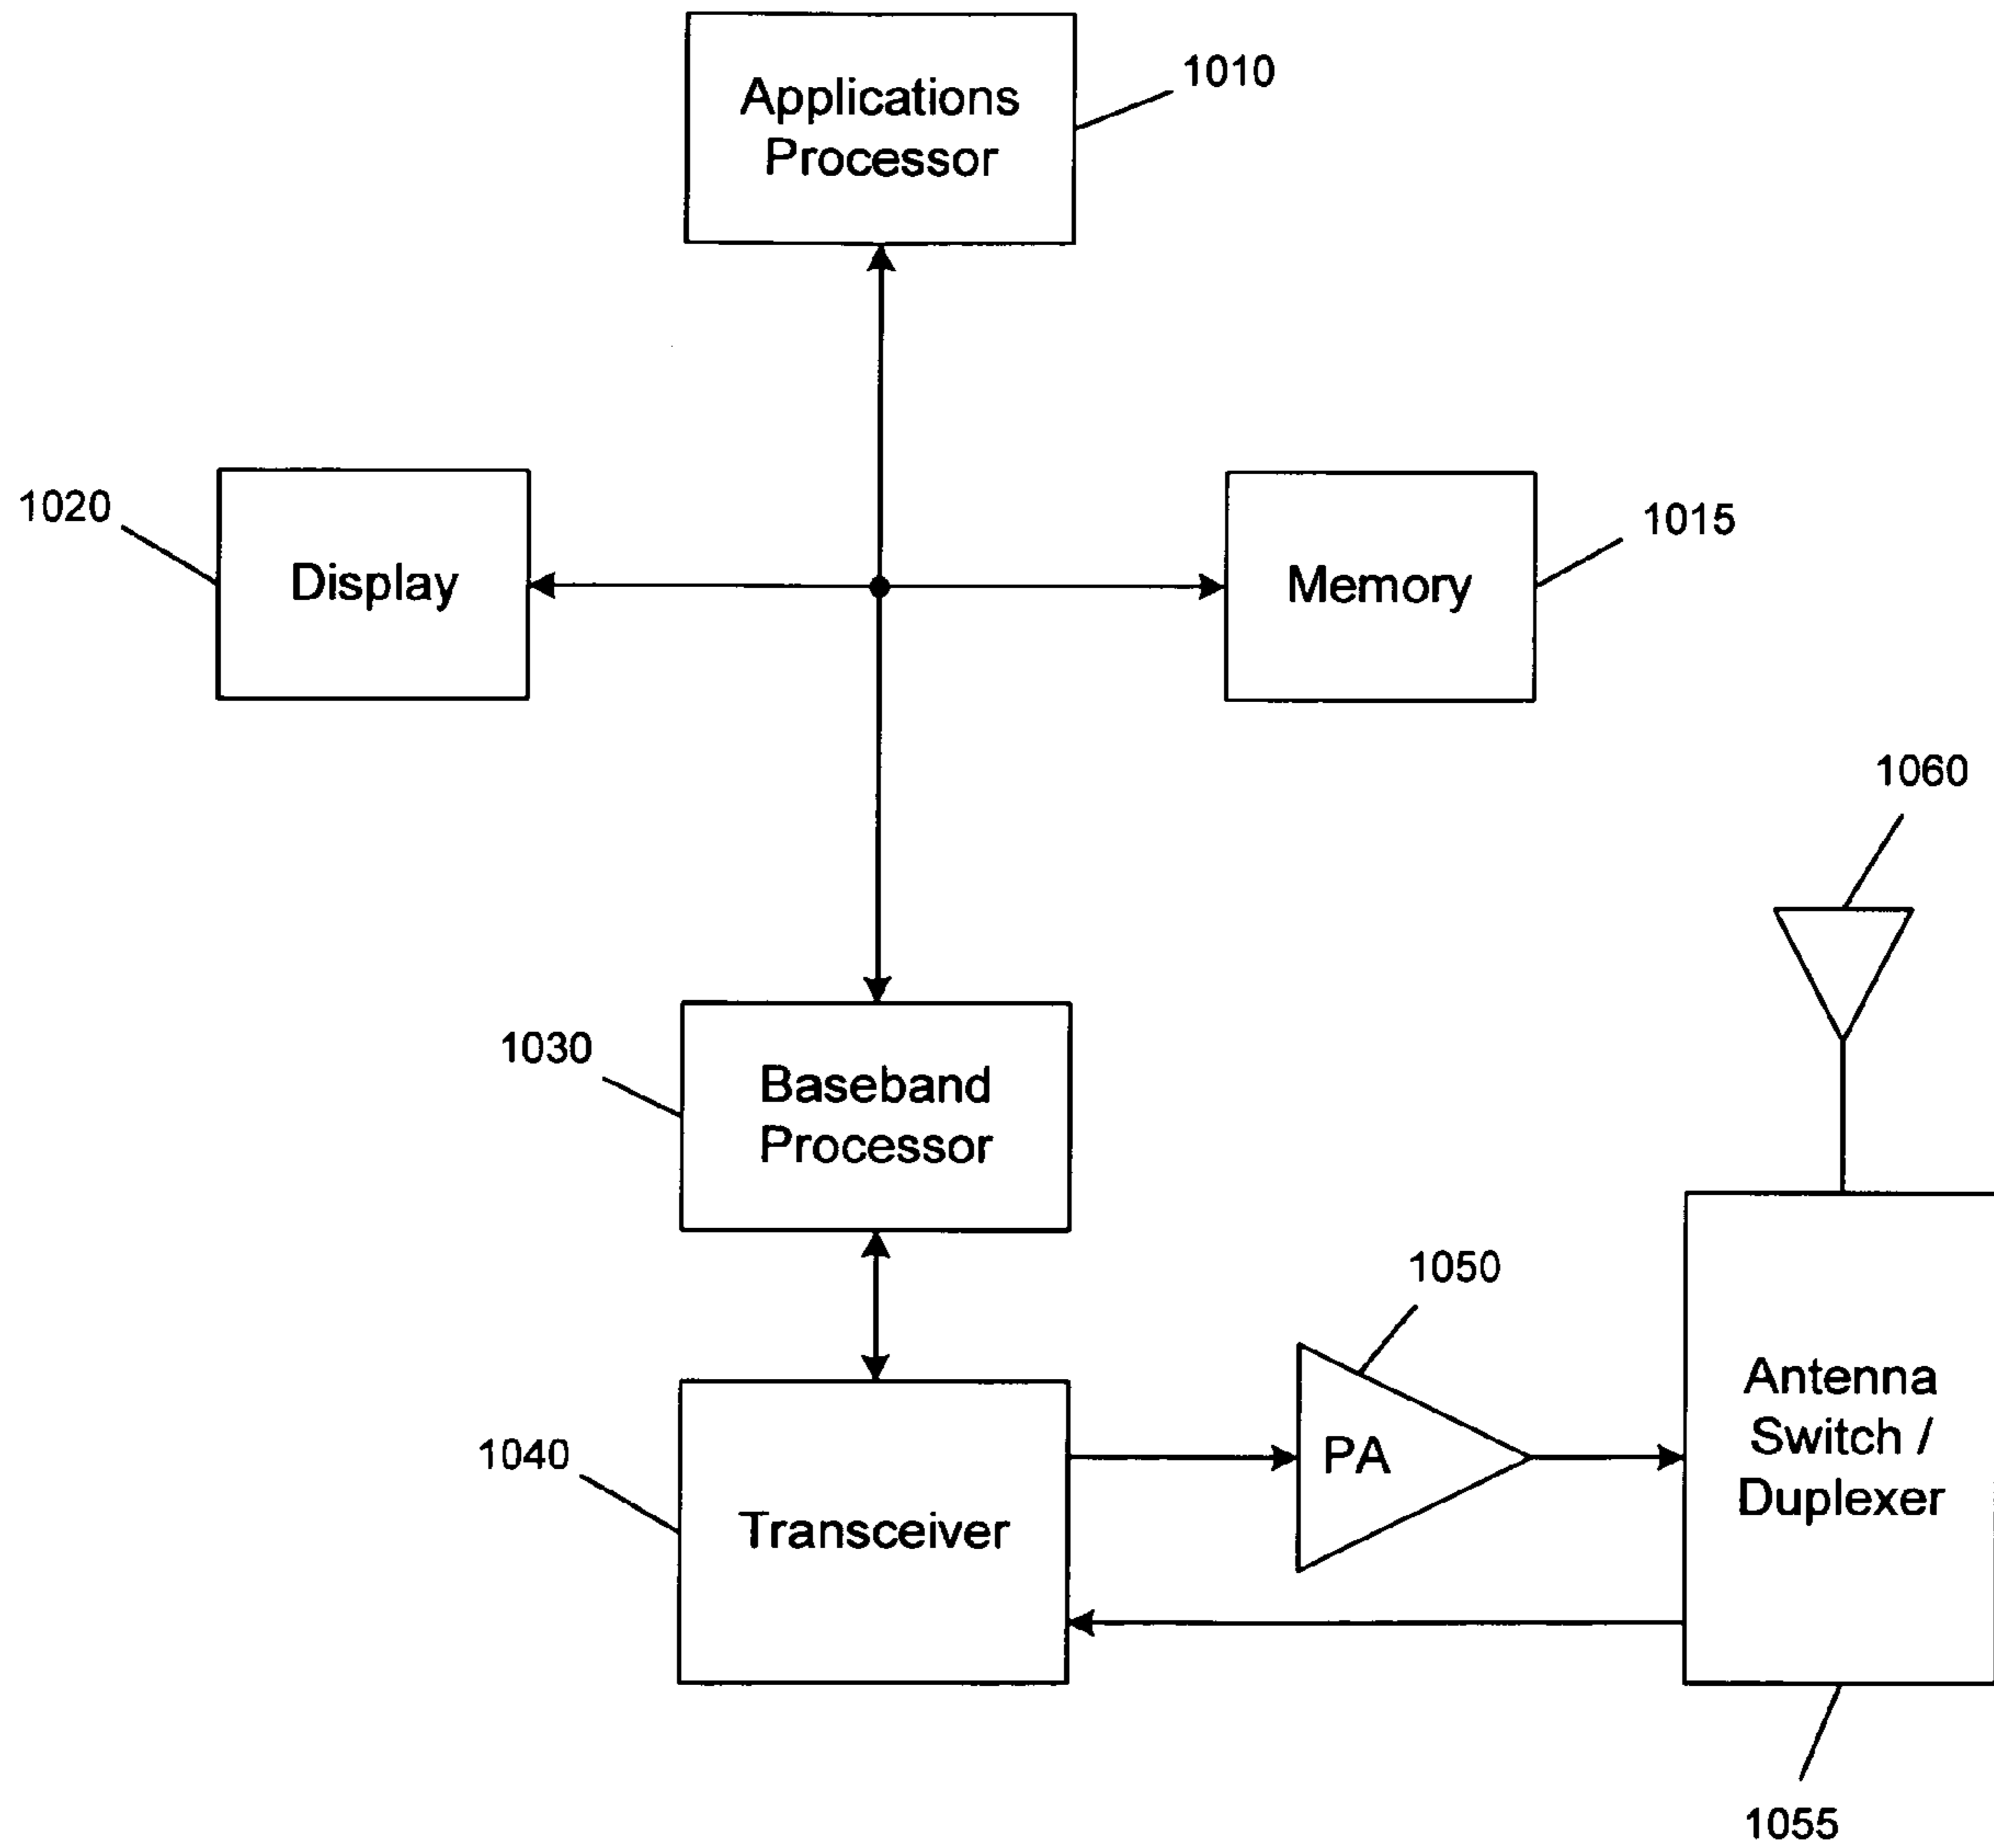 Applications
Processor
1010
1020
Display
Memory
1015
1060
1030
Baseband
Processor
1050
1040
Transceiver
PA
Antenna
Switch /
Duplexer
1055